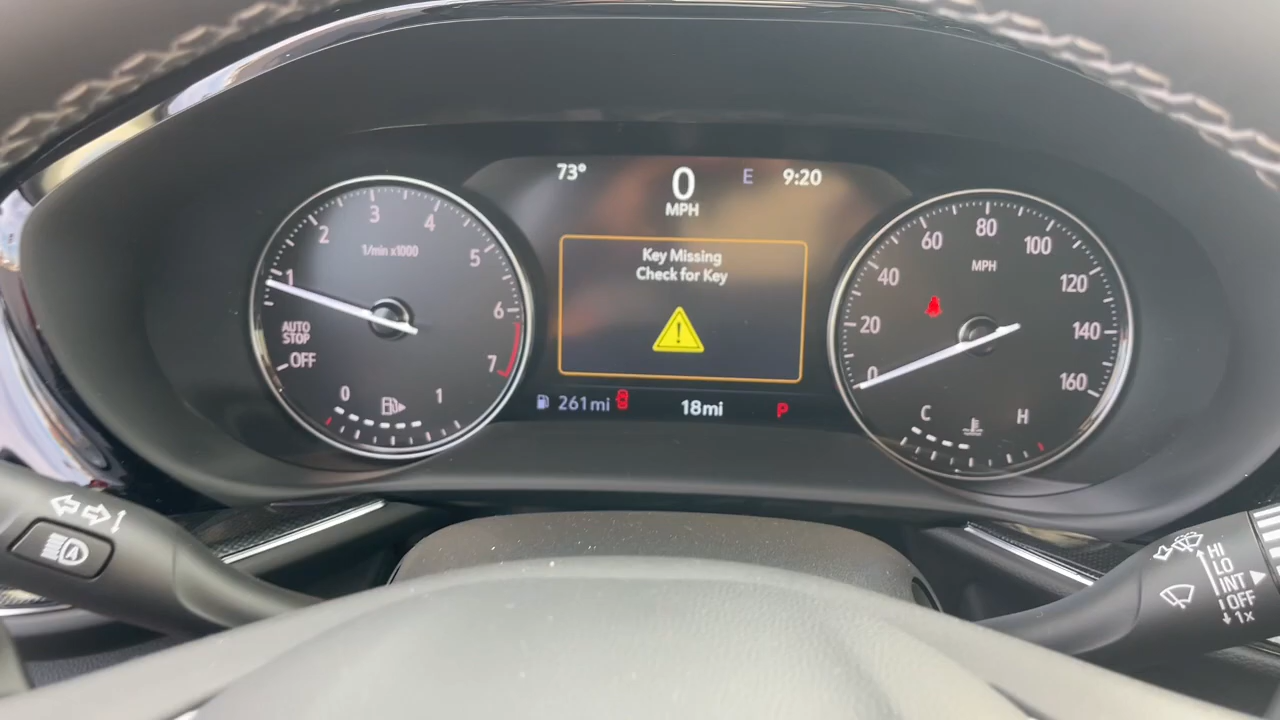 73° 0 E 9:20
MPH
Key Missing
Check for Key
261mi 18mi P
1 2 3 4 5 6 7
1/min x1000
AUTO
STOP
OFF
0 1
0 20 40 60 80 100 120 140 160
MPH
C H
A
HI
LO
INT
OFF
1x